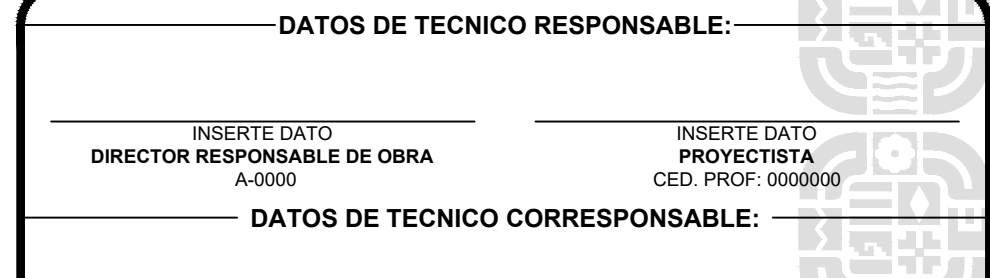 DATOS DE TECNICO RESPONSABLE:
INSERTE DATO
DIRECTOR RESPONSABLE DE OBRA
A-0000
INSERTE DATO
PROYECTISTA
CED. PROF: 0000000
DATOS DE TECNICO CORRESPONSABLE: